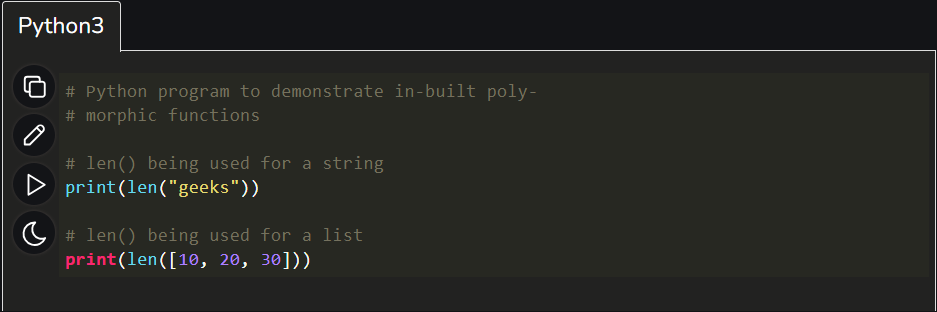 Python3
# Python program to demonstrate in-built poly-
# morphic functions
# len() being used for a string
print(len("geeks"))
# len() being used for a list
print(len([10, 20, 30]))